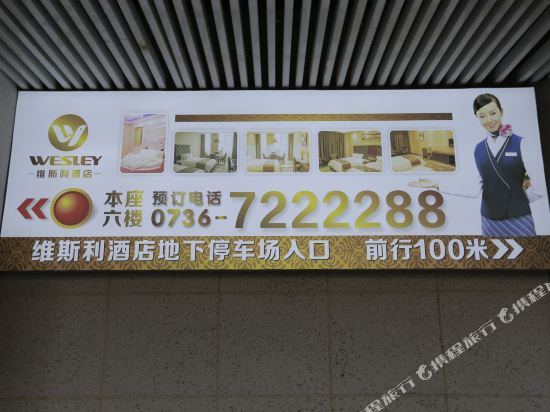 WESLEY
维斯利酒店
本座 预订电话
六楼 0736-7222288
维斯利酒店地下停车场入口 前行100米
携程旅行
携程旅行